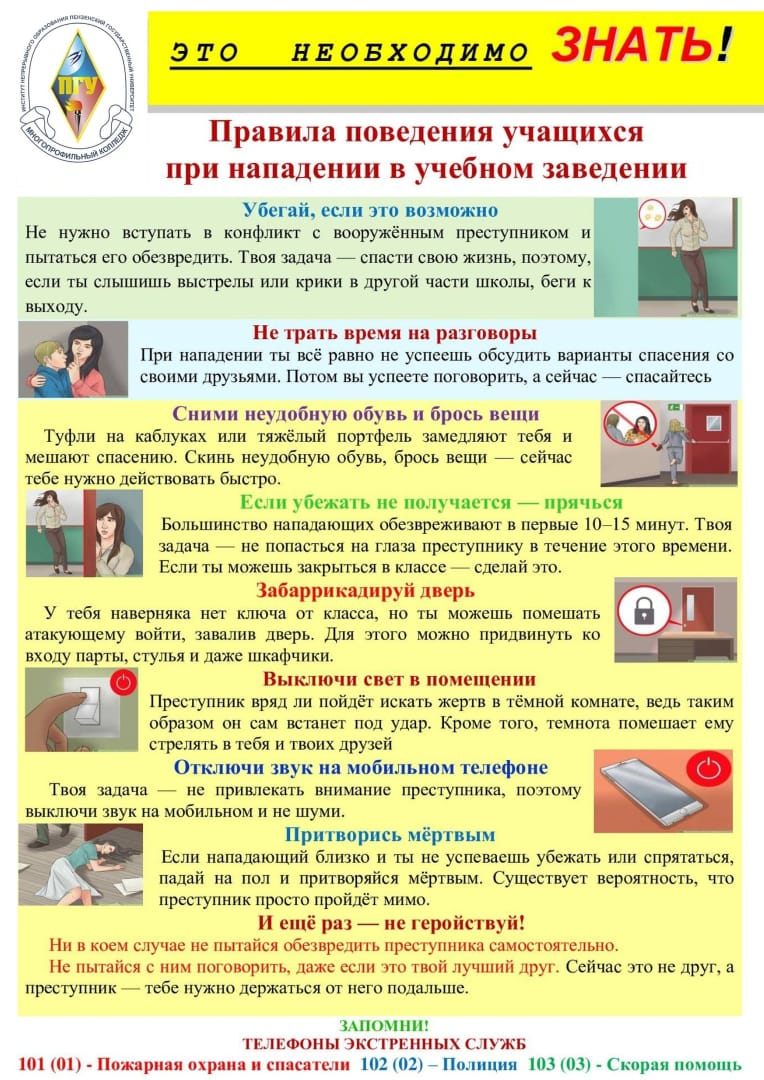 ИНСТИТУТ НЕПРЕРЫВНОГО ОБРАЗОВАНИЯ ПЕНЗЕНСКИЙ ГОСУДАРСТВЕННЫЙ УНИВЕРСИТЕТ
ПГУ
МНОГОПРОФИЛЬНЫЙ КОЛЛЕДЖ
ЭТО НЕОБХОДИМО ЗНАТЬ!
Правила поведения учащихся
при нападении в учебном заведении
Убегай, если это возможно
Не нужно вступать в конфликт с вооружённым преступником и
пытаться его обезвредить. Твоя задача — спасти свою жизнь, поэтому,
если ты слышишь выстрелы или крики в другой части школы, беги к
выходу.
Не трать время на разговоры
При нападении ты всё равно не успеешь обсудить варианты спасения со
своими друзьями. Потом вы успеете поговорить, а сейчас — спасайтесь
Сними неудобную обувь и брось вещи
Туфли на каблуках или тяжёлый портфель замедляют тебя и
мешают спасению. Скинь неудобную обувь, брось вещи — сейчас
тебе нужно действовать быстро.
Если убежать не получается — прячься
Большинство нападающих обезвреживают в первые 10–15 минут. Твоя
задача — не попасться на глаза преступнику в течение этого времени.
Если ты можешь закрыться в классе — сделай это.
Забаррикадируй дверь
У тебя наверняка нет ключа от класса, но ты можешь помешать
атакующему войти, завалив дверь. Для этого можно придвинуть ко
входу парты, стулья и даже шкафчики.
Выключи свет в помещении
Преступник вряд ли пойдёт искать жертв в тёмной комнате, ведь таким
образом он сам встанет под удар. Кроме того, темнота помешает ему
стрелять в тебя и твоих друзей
Отключи звук на мобильном телефоне
Твоя задача — не привлекать внимание преступника, поэтому
выключи звук на мобильном и не шуми.
Притворись мёртвым
Если нападающий близко и ты не успеваешь убежать или спрятаться,
падай на пол и притворяйся мёртвым. Существует вероятность, что
преступник просто пройдёт мимо.
И ещё раз — не геройствуй!
Ни в коем случае не пытайся обезвредить преступника самостоятельно.
Не пытайся с ним поговорить, даже если это твой лучший друг. Сейчас это не друг, а
преступник — тебе нужно держаться от него подальше.
ЗАПОМНИ!
ТЕЛЕФОНЫ ЭКСТРЕННЫХ СЛУЖБ
101 (01) - Пожарная охрана и спасатели 102 (02) – Полиция 103 (03) - Скорая помощь